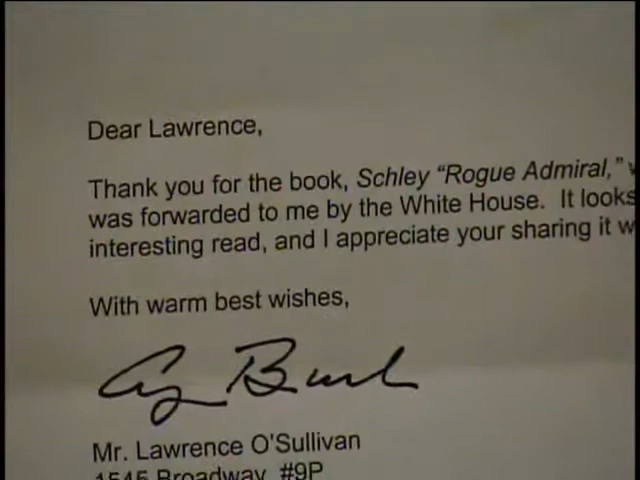 Dear Lawrence,
Thank you for the book, Schley “Rogue Admiral,”
was forwarded to me by the White House. It looks
interesting read, and I appreciate your sharing it
With warm best wishes,
Mr. Lawrence O'Sullivan
1545 Broadway, #9P